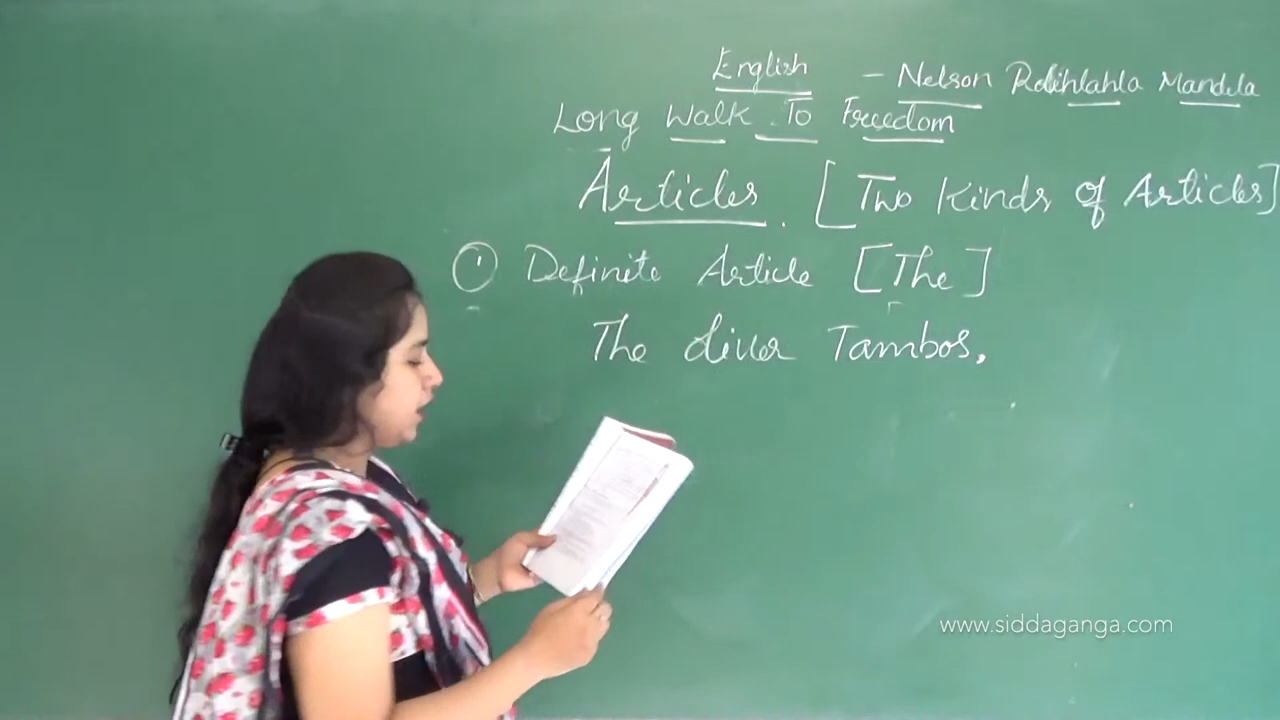 English - Nelson Rolihlahla Mandela
Long Walk To Freedom
Articles. [Two Kinds of Articles]
① Definite Article [The]
The Tambos,
www.siddaganga.com